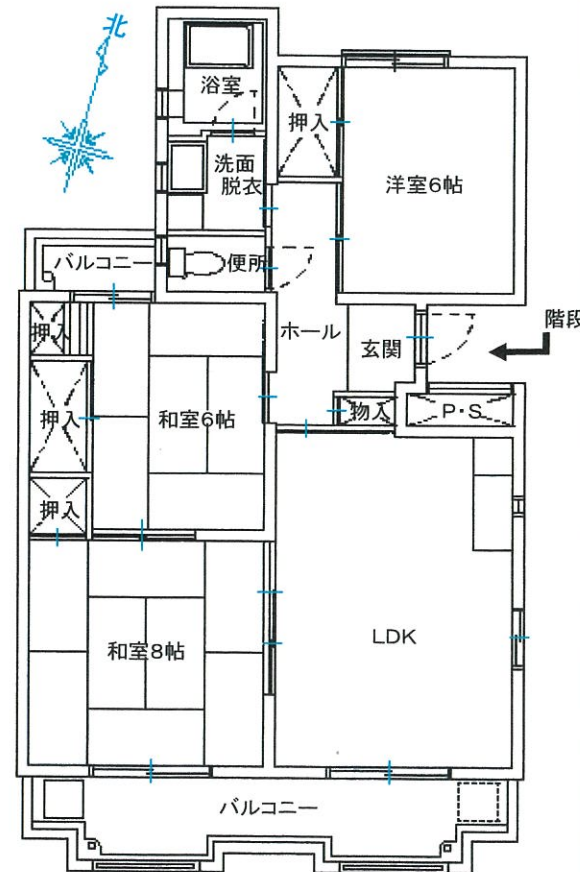 北
浴室
押入
洗面
脱衣
洋室6帖
バルコニー
便所
階段
押入
ホール
玄関
押入
和室6帖
物入
P・S
押入
和室8帖
LDK
バルコニー